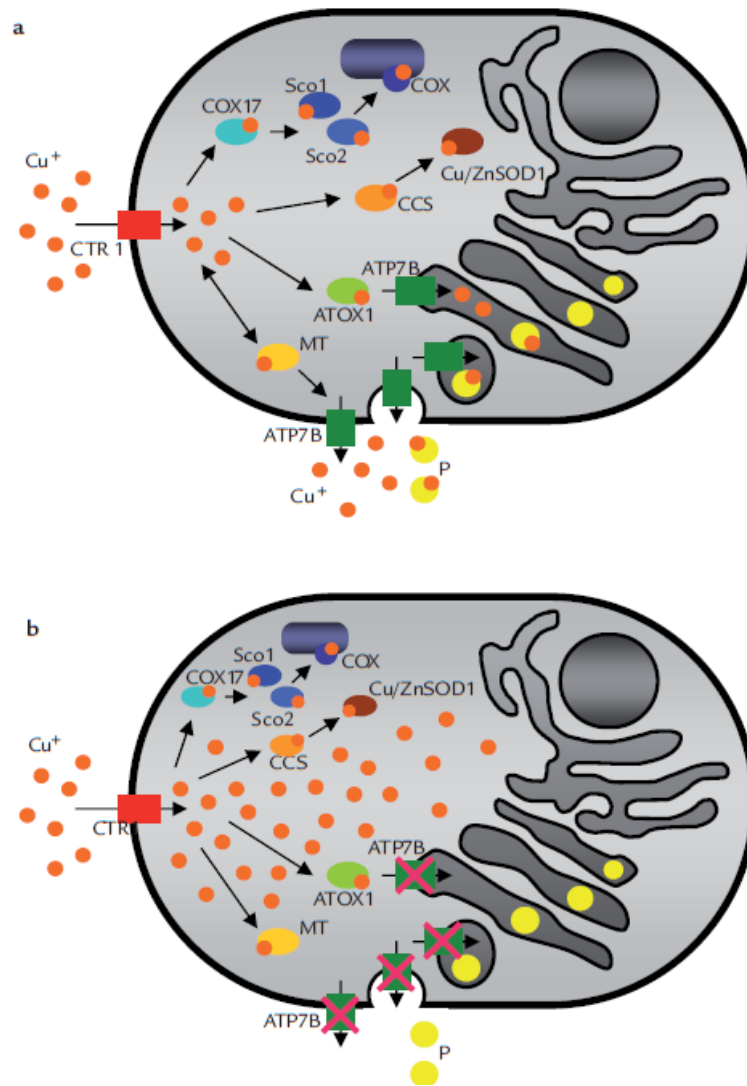 a
Sco1
COX17
COX
Sco2
Cu+
Cu/ZnSOD1
CCS
CTR 1
ATP7B
ATOX1
MT
ATP7B
P
Cu+
b
Sco1
COX17
COX
Cu/ZnSOD1
Sco2
Cu+
CCS
CTR
ATP7B
ATOX1
MT
ATP7B
P